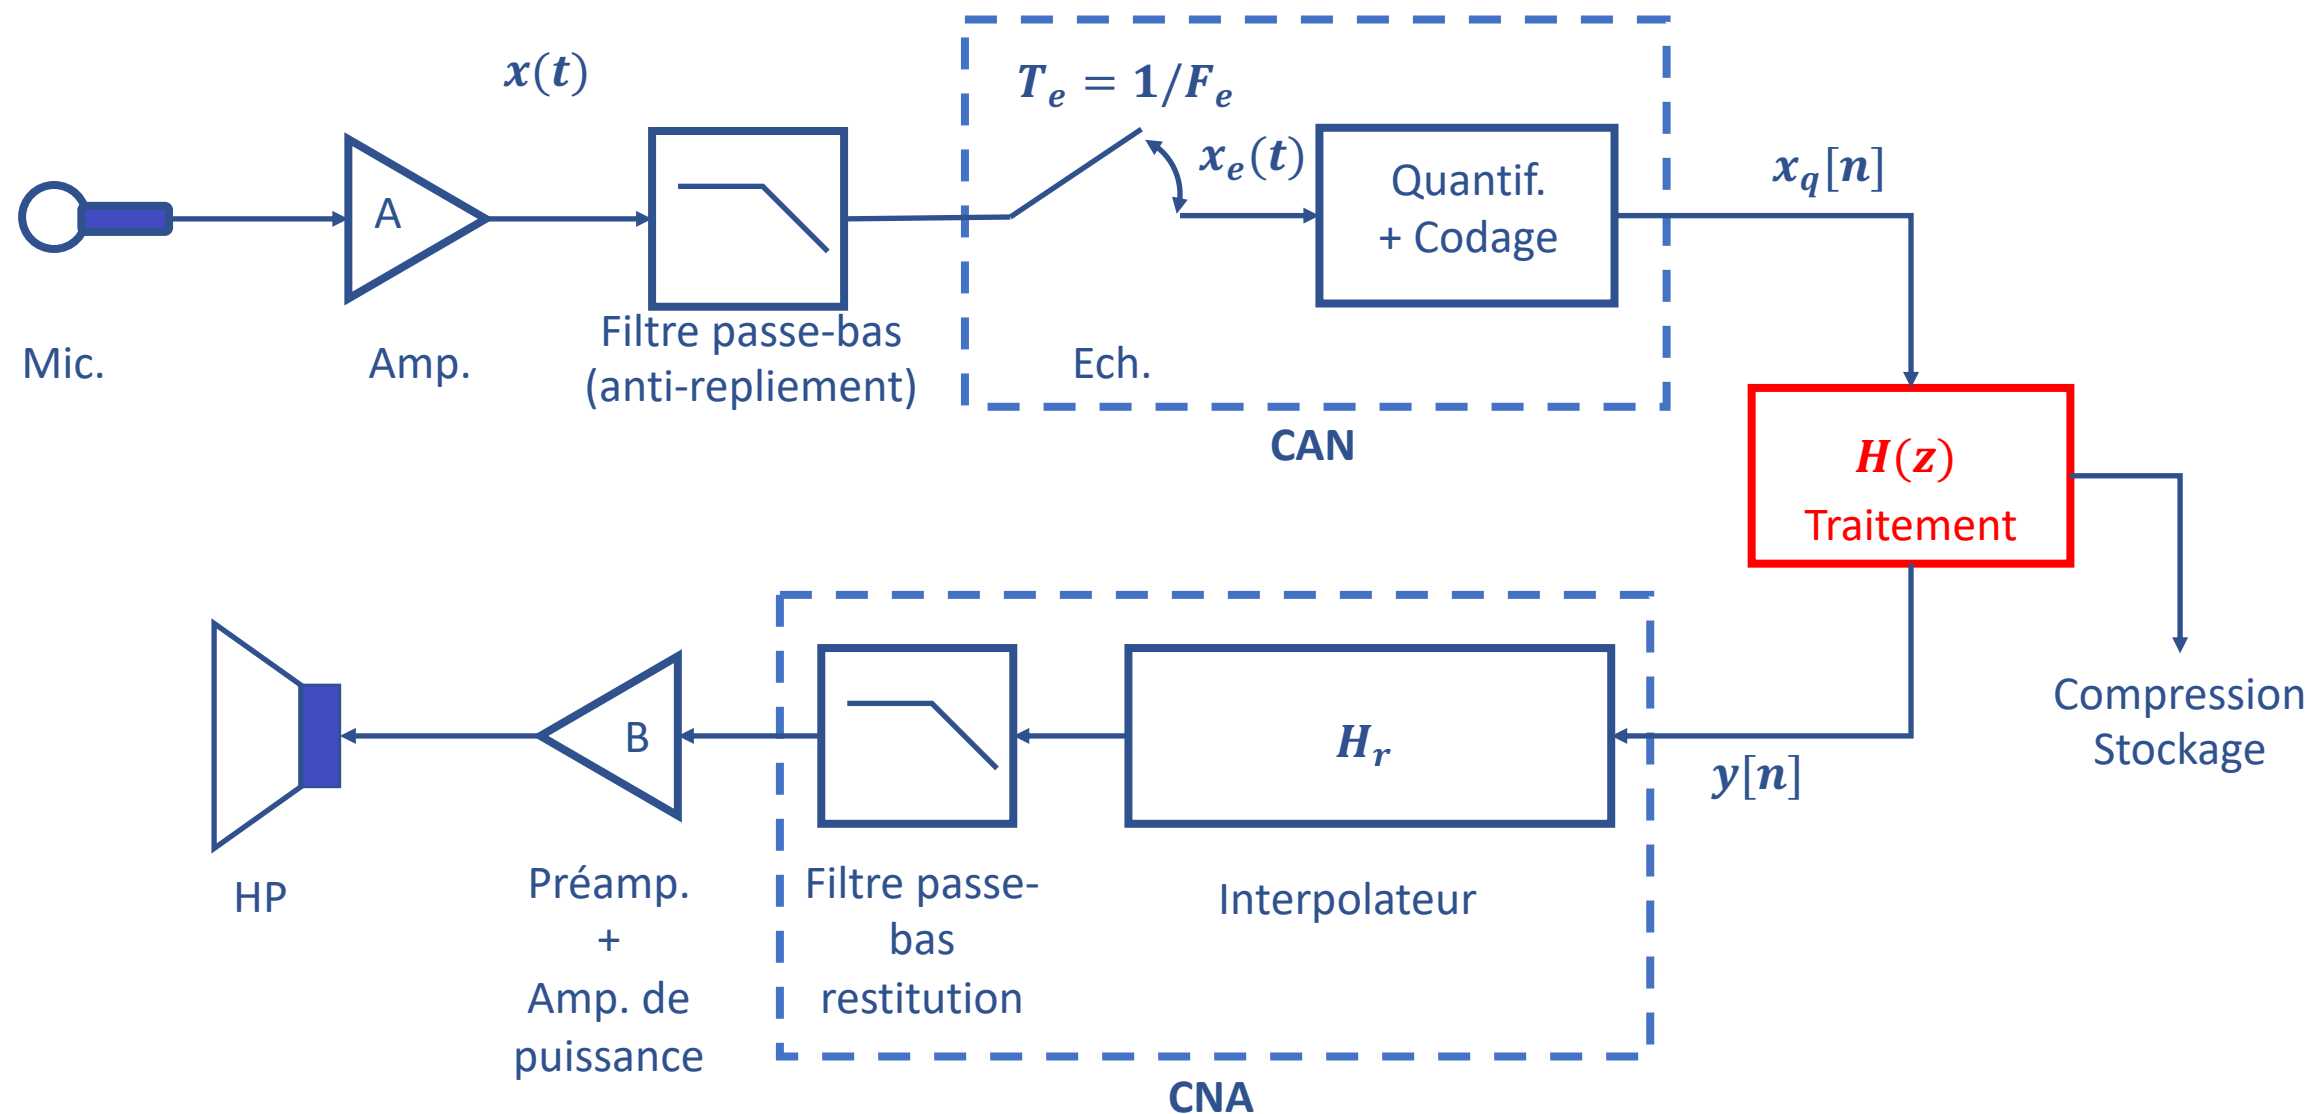 x(t)
T_e = 1/F_e
x_e(t)
A
Quantif.
+ Codage
x_q[n]
Mic.
Amp.
Filtre passe-bas
(anti-repliement)
Ech.
CAN
H(z)
Traitement
Compression
Stockage
B
H_r
y[n]
HP
Préamp.
+
Amp. de
puissance
Filtre passe-
bas
restitution
Interpolateur
CNA